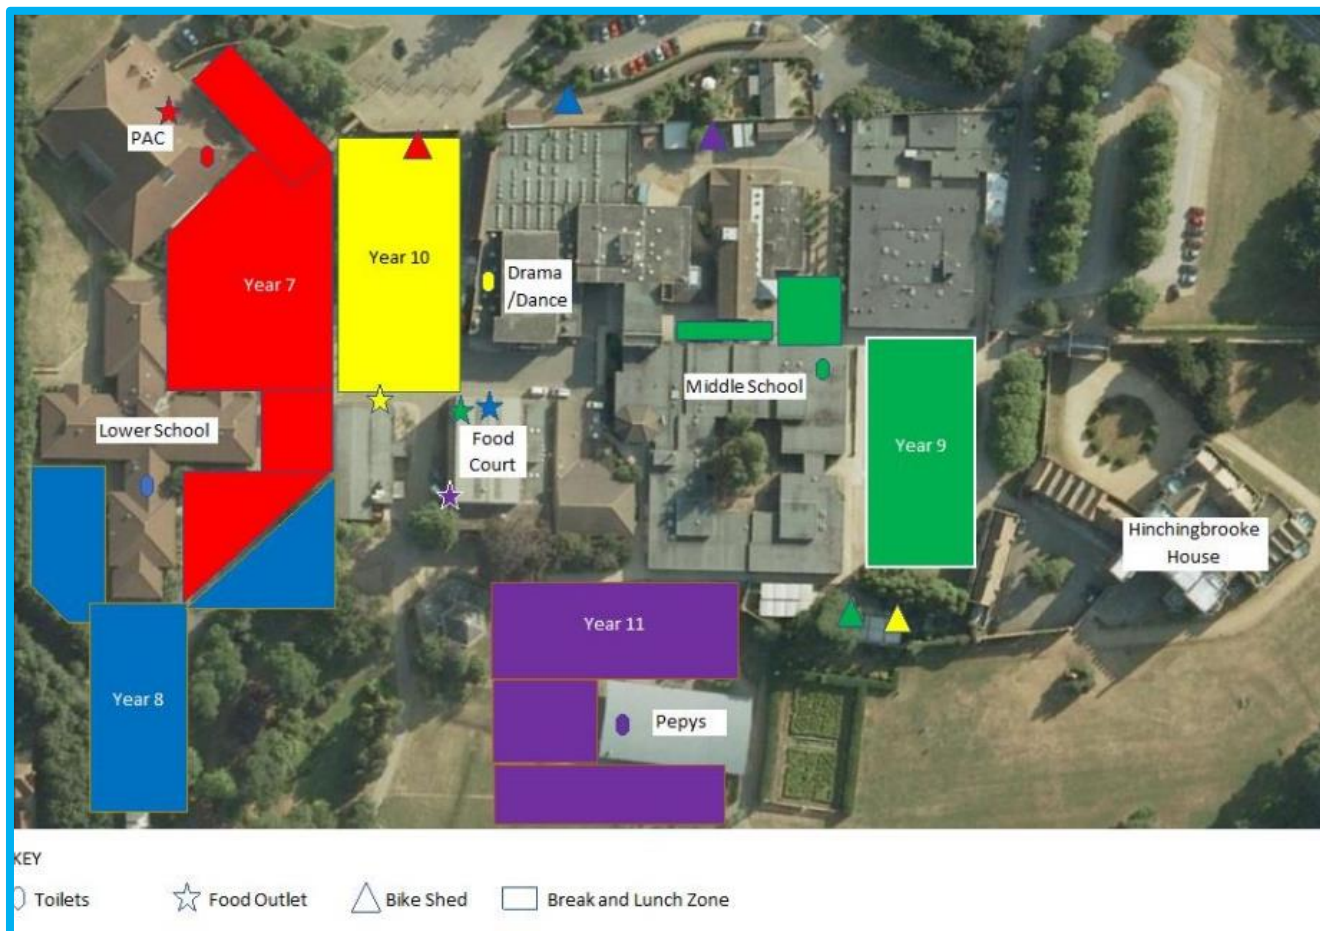 PAC
Year 7
Year 10
Drama
/Dance
Lower School
Food
Court
Middle School
Year 9
Hinchingbrooke
House
Year 11
Year 8
Pepys
KEY
Toilets
Food Outlet
Bike Shed
Break and Lunch Zone